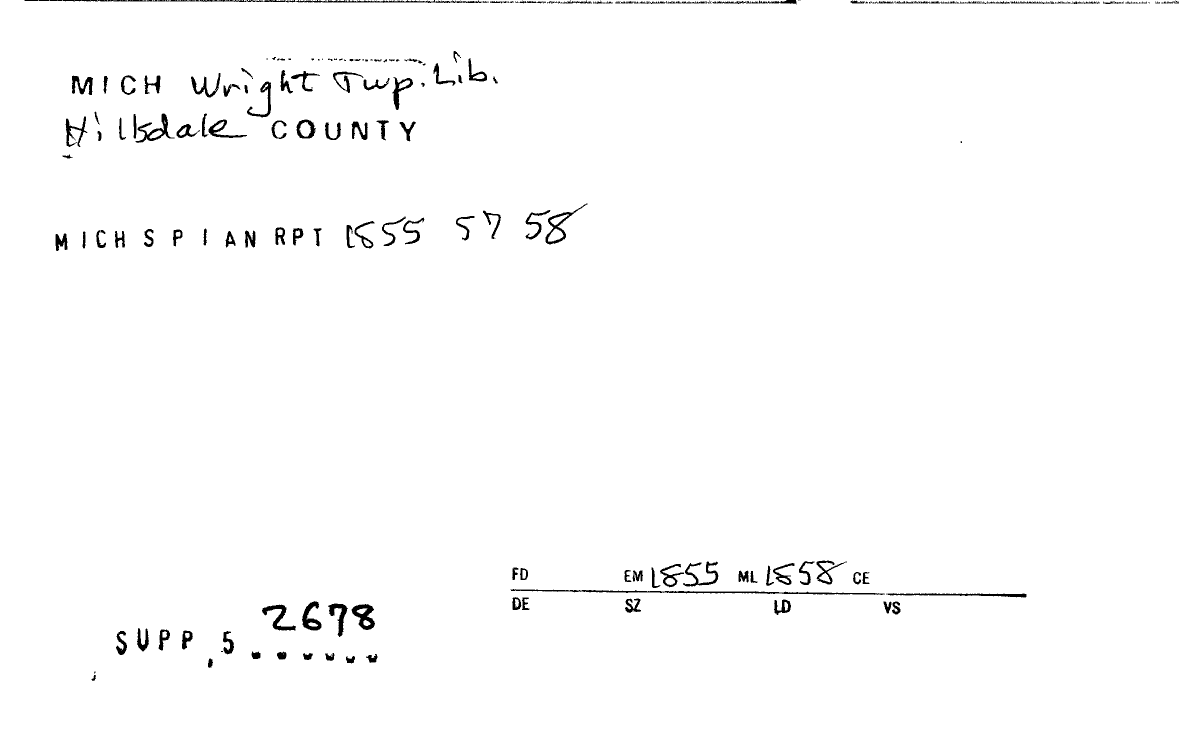 MICH Wright Twp. Lib.
Hillsdale COUNTY
MICH S P I AN RPT 1855 57 58
FD EM 1855 ML 1858 CE
DE SZ LD VS
2678
SUPP, 5 . . . . . .